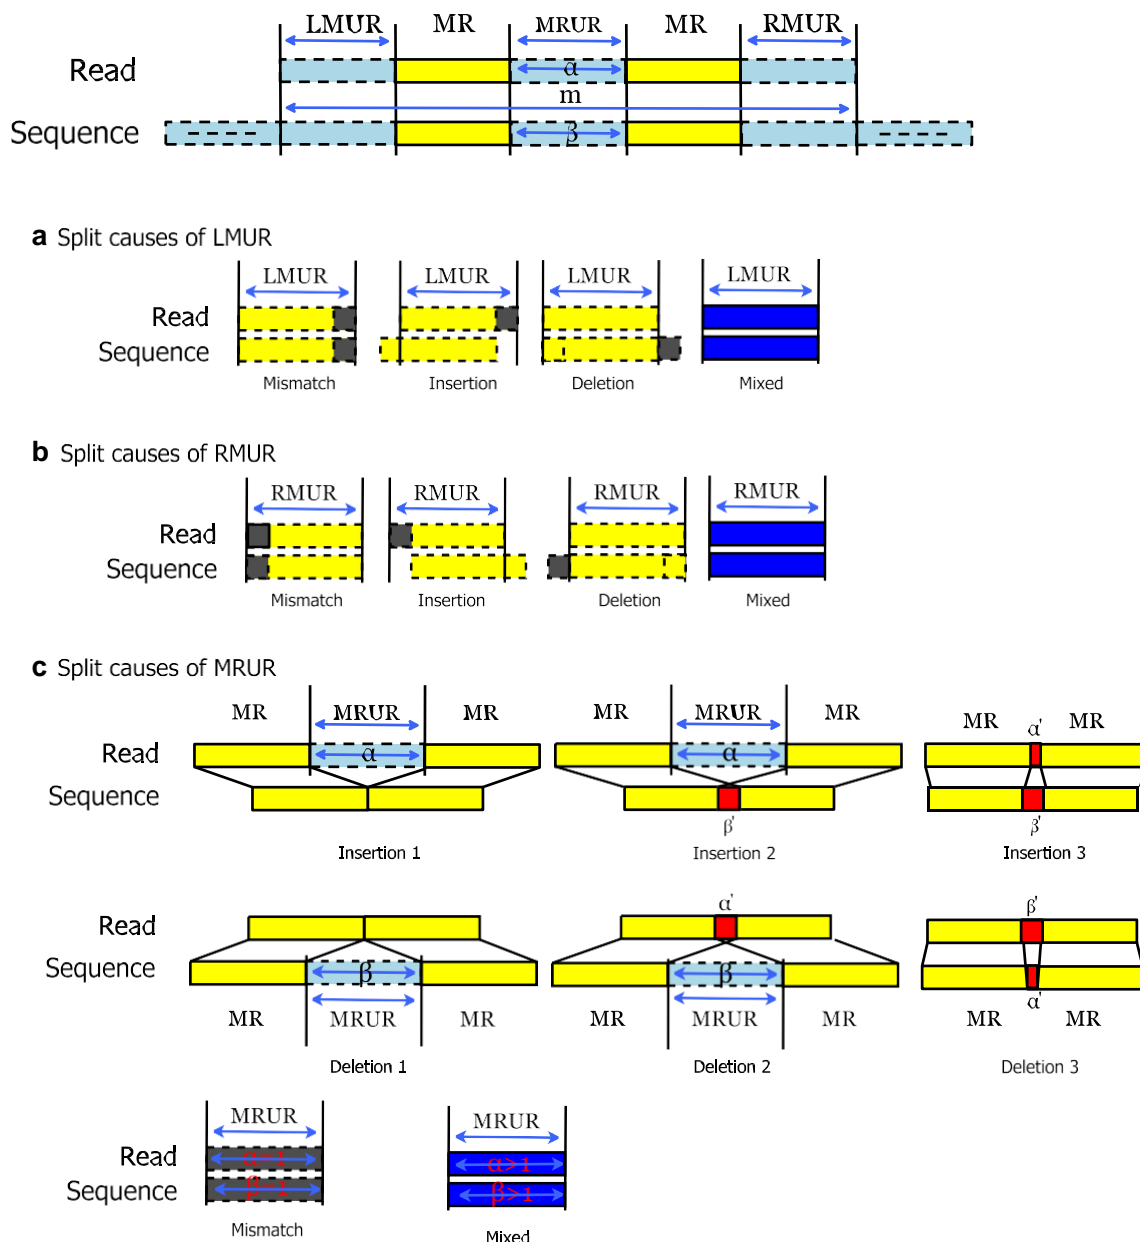 LMUR MR MRUR MR RMUR
Read α
m
Sequence β
a Split causes of LMUR
LMUR LMUR LMUR LMUR
Read
Sequence
Mismatch Insertion Deletion Mixed
b Split causes of RMUR
RMUR RMUR RMUR RMUR
Read
Sequence
Mismatch Insertion Deletion Mixed
c Split causes of MRUR
MR MRUR MR MR MRUR MR MR α' MR
Read α α
Sequence
β' β'
Insertion 1 Insertion 2 Insertion 3
α' β'
Read
Sequence β β
α'
MR MRUR MR MR MRUR MR MR MR
Deletion 1 Deletion 2 Deletion 3
MRUR MRUR
Read α=1 α>1
Sequence β=1 β>1
Mismatch Mixed